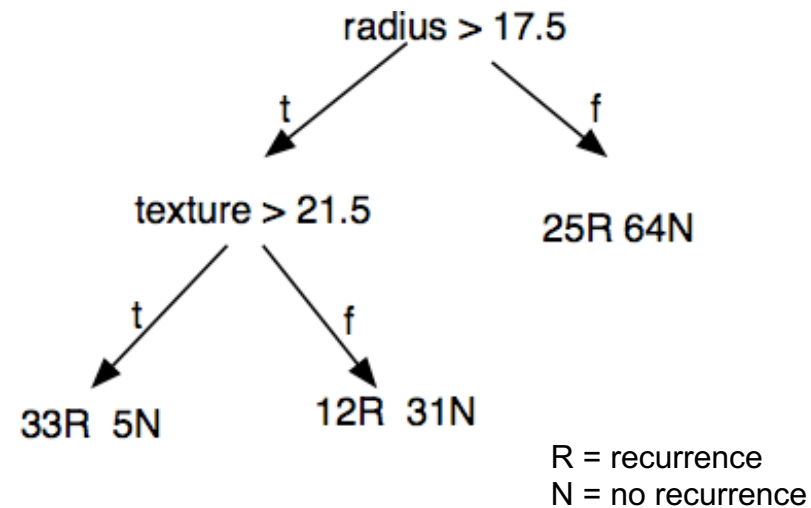 radius > 17.5
t
f
texture > 21.5
25R 64N
t
f
33R 5N
12R 31N
R = recurrence
N = no recurrence